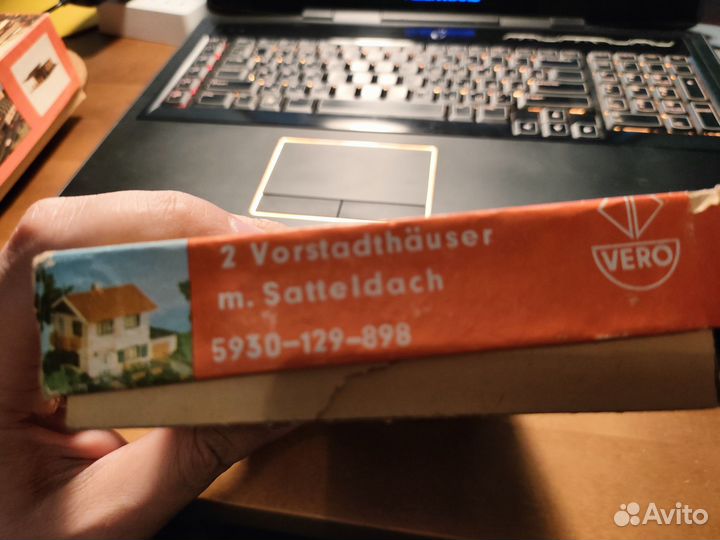 2 Vorstadthäuser
m. Satteldach
5930-129-898
VERO
Avito